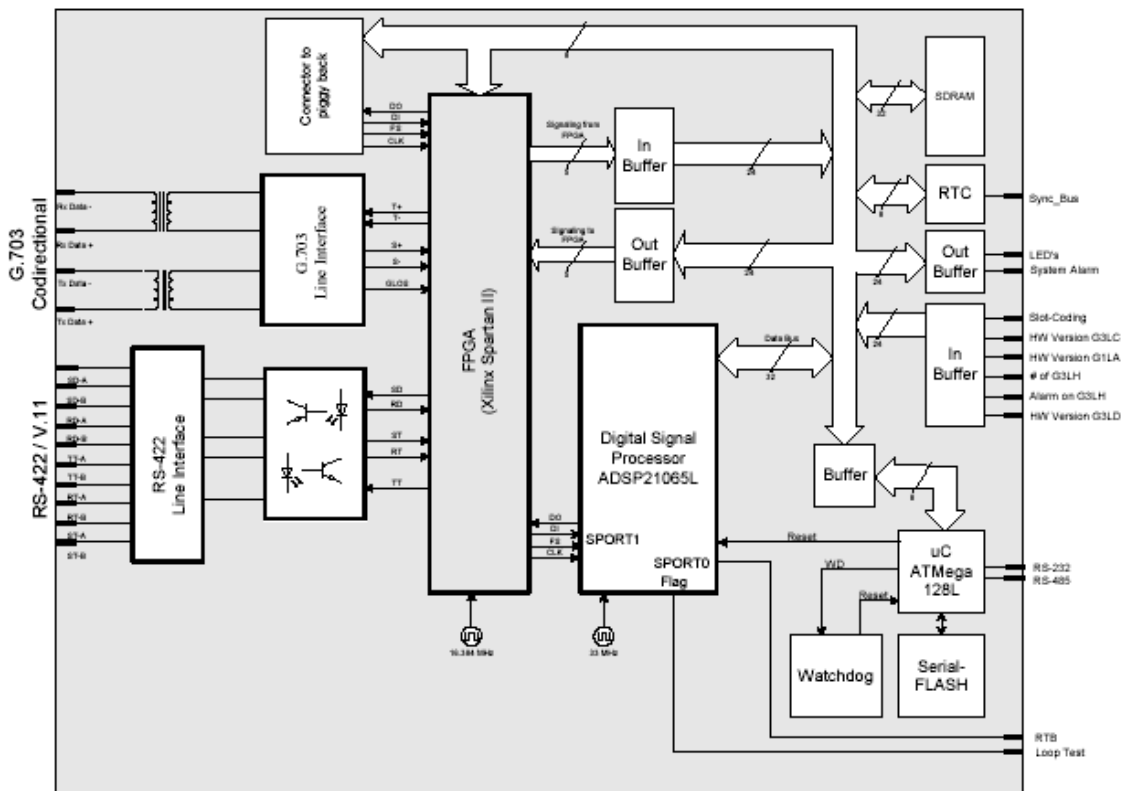 Connector to
piggy back
DO
DI
FS
CLK
G.703
Codirectional
Rx Data -
Rx Data +
Tx Data -
Tx Data +
G.703
Line Interface
T+
T-
S+
S-
GLOS
RS-422 / V.11
SD-A
SD-B
RD-A
RD-B
TT-A
TT-B
RT-A
RT-B
ST-A
ST-B
RS-422
Line Interface
SD
RD
ST
RT
TT
FPGA
(Xilinx Spartan II)
16.384 MHz
Signaling from
FPGA
In
Buffer
24
Signaling to
FPGA
Out
Buffer
24
Digital Signal
Processor
ADSP21065L
SPORT1
SPORT0
Flag
DO
DI
FS
CLK
33 MHz
Data Bus
32
SDRAM
32
RTC
Sync_Bus
Out
Buffer
24
LED's
System Alarm
In
Buffer
24
Slot-Coding
HW Version G3LC
HW Version G1LA
# of G3LH
Alarm on G3LH
HW Version G3LD
Buffer
8
uC
ATMega
128L
RS-232
RS-485
Reset
WD
Reset
Watchdog
Serial-
FLASH
RTB
Loop Test